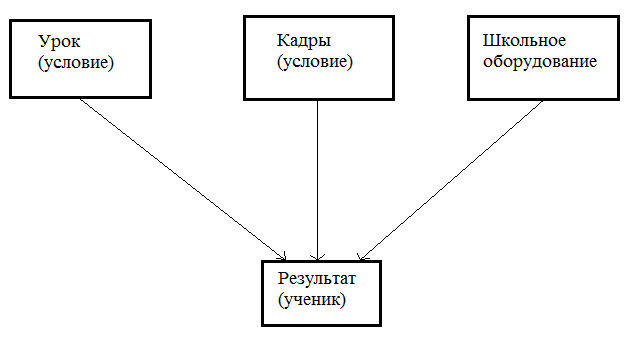 Урок
(условие)
Кадры
(условие)
Школьное
оборудование
Результат
(ученик)